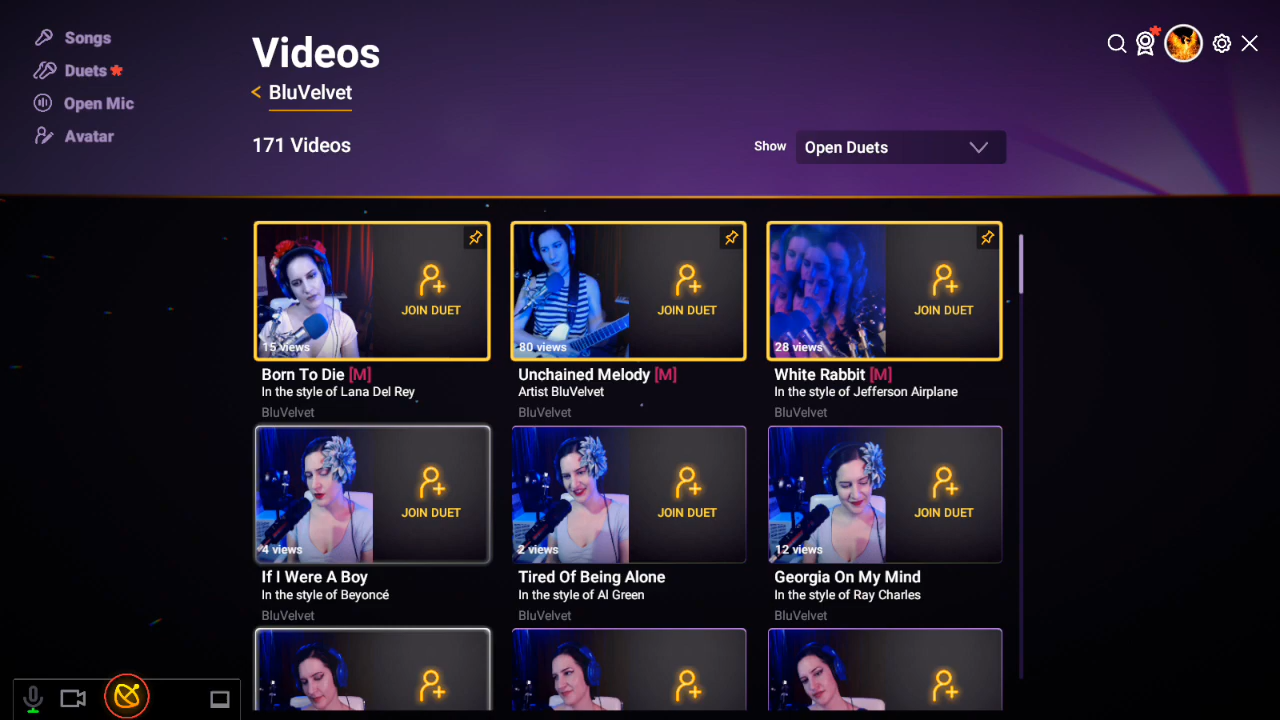 Songs
Duets
Open Mic
Avatar
Videos
< BluVelvet
171 Videos
Show
Open Duets
JOIN DUET
15 views
Born To Die [M]
In the style of Lana Del Rey
BluVelvet
JOIN DUET
80 views
Unchained Melody [M]
Artist BluVelvet
BluVelvet
JOIN DUET
28 views
White Rabbit [M]
In the style of Jefferson Airplane
BluVelvet
JOIN DUET
4 views
If I Were A Boy
In the style of Beyoncé
BluVelvet
JOIN DUET
2 views
Tired Of Being Alone
In the style of Al Green
BluVelvet
JOIN DUET
12 views
Georgia On My Mind
In the style of Ray Charles
BluVelvet